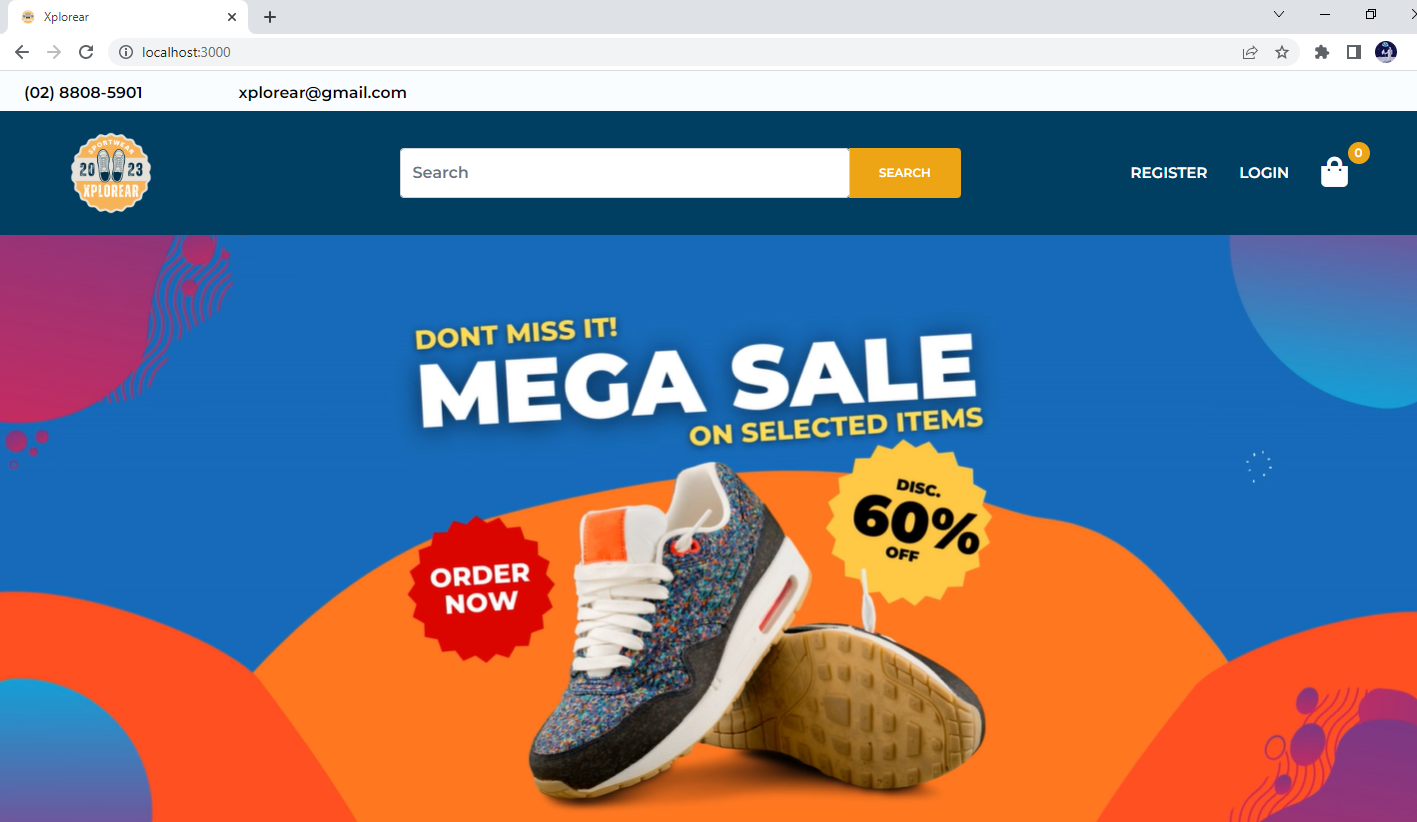 Xplorear
localhost:3000
(02) 8808-5901 xplorear@gmail.com
SPORTWEAR
20 23
XPLOREAR
Search
SEARCH
REGISTER LOGIN 0
DONT MISS IT!
MEGA SALE
ON SELECTED ITEMS
DISC.
60%
OFF
ORDER
NOW